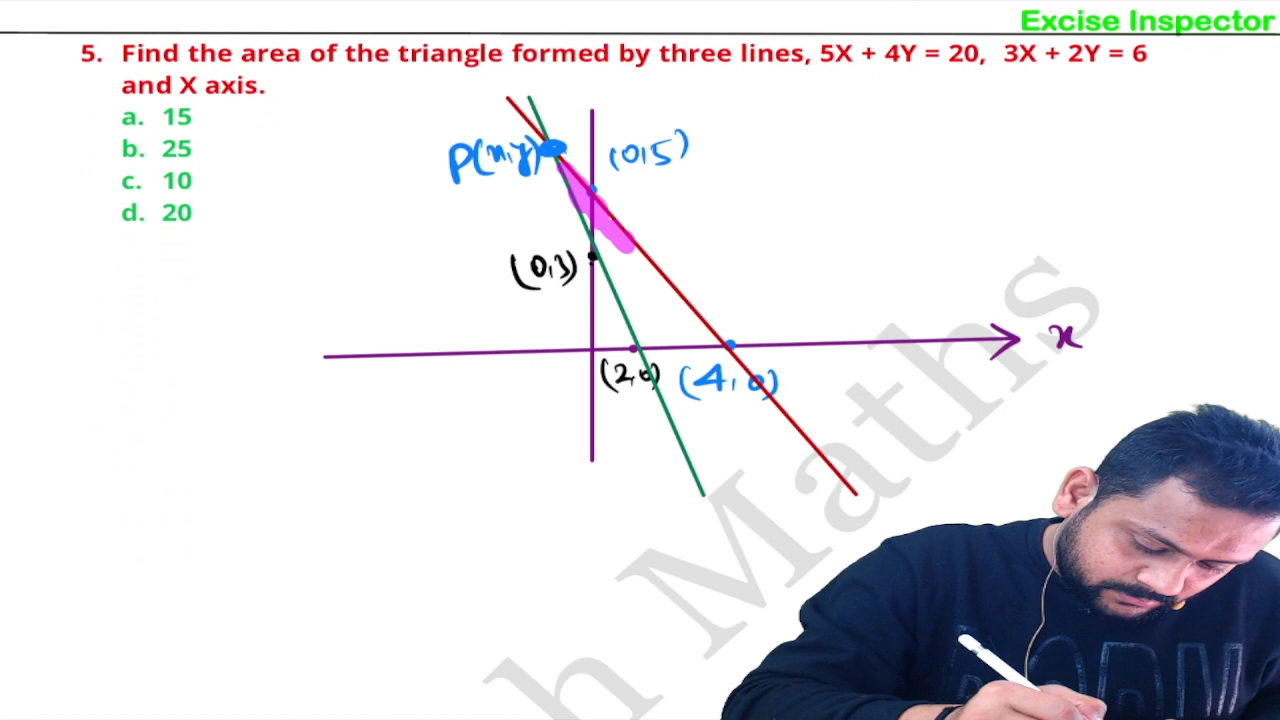 Excise Inspector
5. Find the area of the triangle formed by three lines, 5X + 4Y = 20, 3X + 2Y = 6
and X axis.
a. 15
b. 25
c. 10
d. 20
P(x,y)
(0,5)
(0,3)
x
(2,0)
(4,0)
h Maths